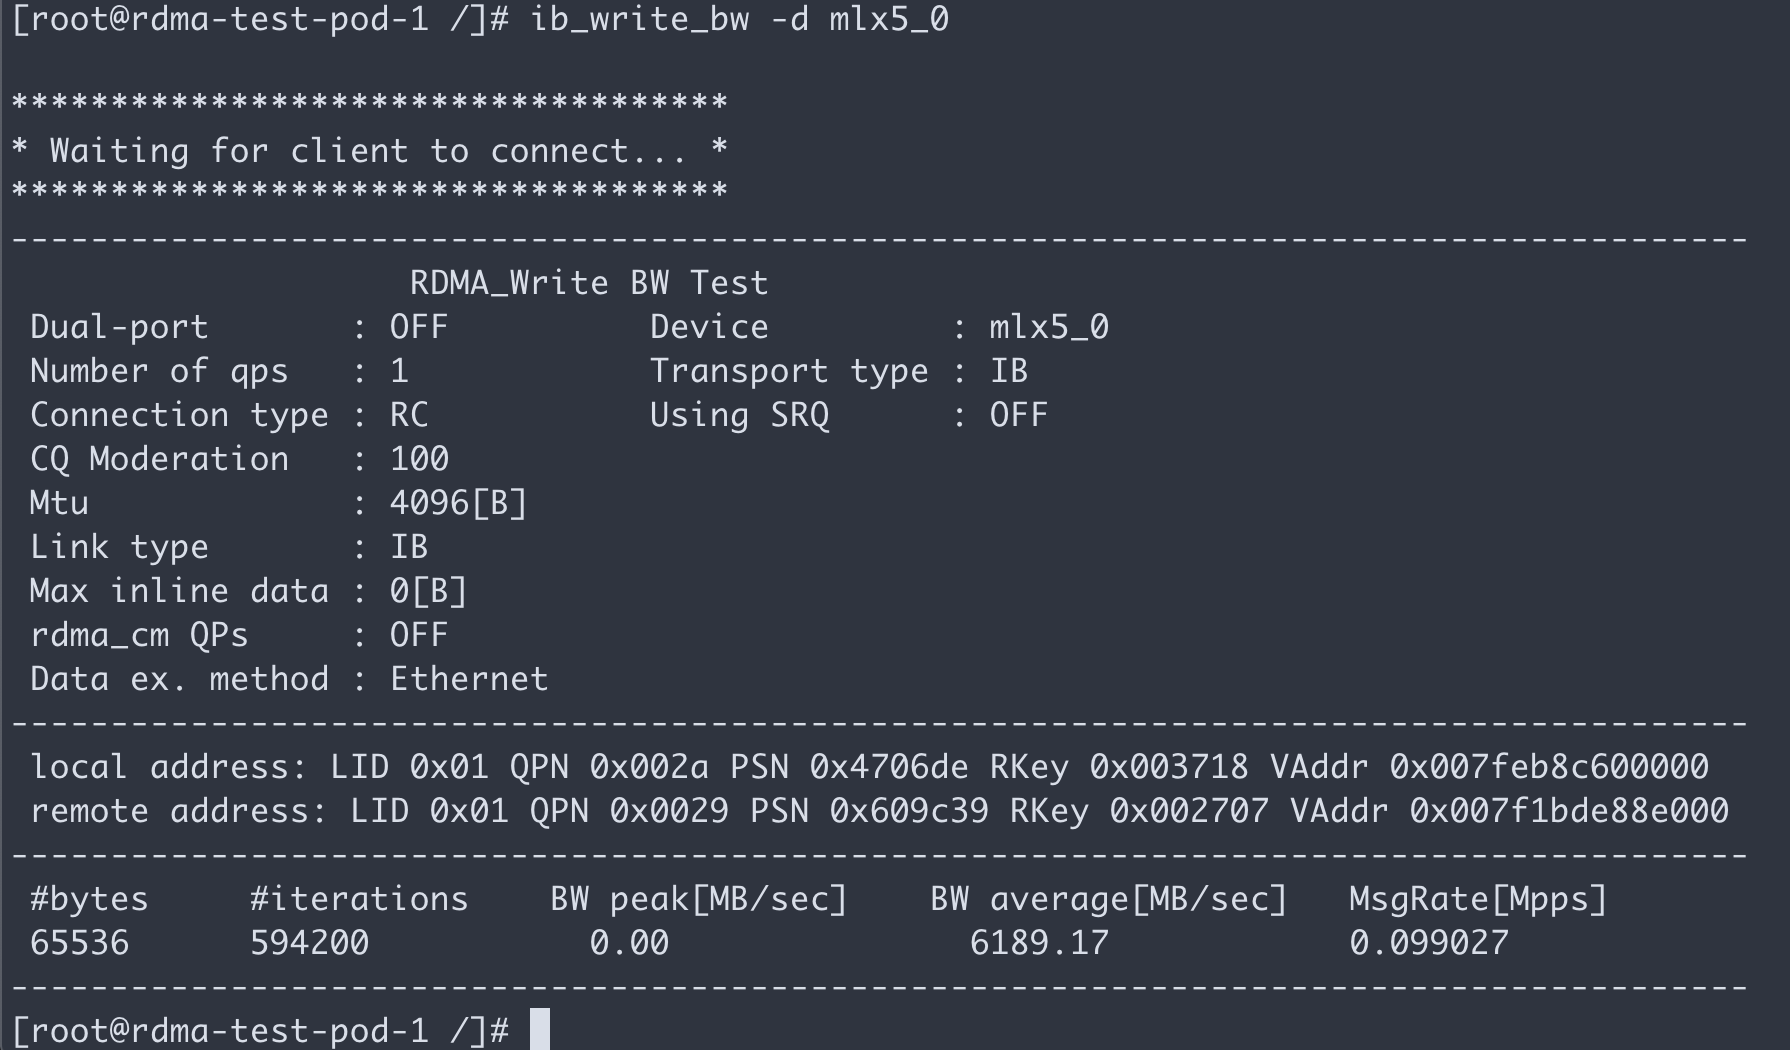 [root@rdma-test-pod-1 /]# ib_write_bw -d mlx5_0
************************************
* Waiting for client to connect... *
************************************
---------------------------------------------------------------------------------------
RDMA_Write BW Test
Dual-port       : OFF          Device         : mlx5_0
Number of qps   : 1            Transport type : IB
Connection type : RC           Using SRQ      : OFF
CQ Moderation   : 100
Mtu             : 4096[B]
Link type       : IB
Max inline data : 0[B]
rdma_cm QPs     : OFF
Data ex. method : Ethernet
---------------------------------------------------------------------------------------
local address: LID 0x01 QPN 0x002a PSN 0x4706de RKey 0x003718 VAddr 0x007feb8c600000
remote address: LID 0x01 QPN 0x0029 PSN 0x609c39 RKey 0x002707 VAddr 0x007f1bde88e000
---------------------------------------------------------------------------------------
#bytes     #iterations    BW peak[MB/sec]    BW average[MB/sec]   MsgRate[Mpps]
65536      594200           0.00               6189.17            0.099027
---------------------------------------------------------------------------------------
[root@rdma-test-pod-1 /]#